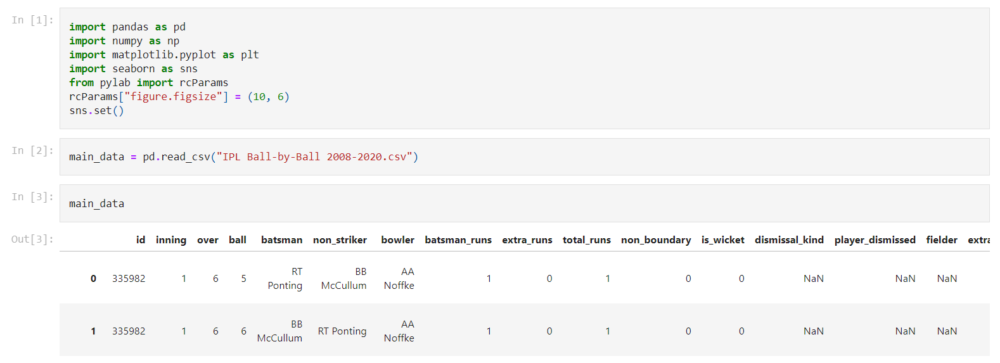 In [1]:
import pandas as pd
import numpy as np
import matplotlib.pyplot as plt
import seaborn as sns
from pylab import rcParams
rcParams["figure.figsize"] = (10, 6)
sns.set()
In [2]:
main_data = pd.read_csv("IPL Ball-by-Ball 2008-2020.csv")
In [3]:
main_data
Out[3]:
id inning over ball batsman non_striker bowler batsman_runs extra_runs total_runs non_boundary is_wicket dismissal_kind player_dismissed fielder extra
0 335982 1 6 5 RT Ponting BB McCullum AA Noffke 1 0 1 0 0 NaN NaN NaN
1 335982 1 6 6 BB McCullum RT Ponting AA Noffke 1 0 1 0 0 NaN NaN NaN